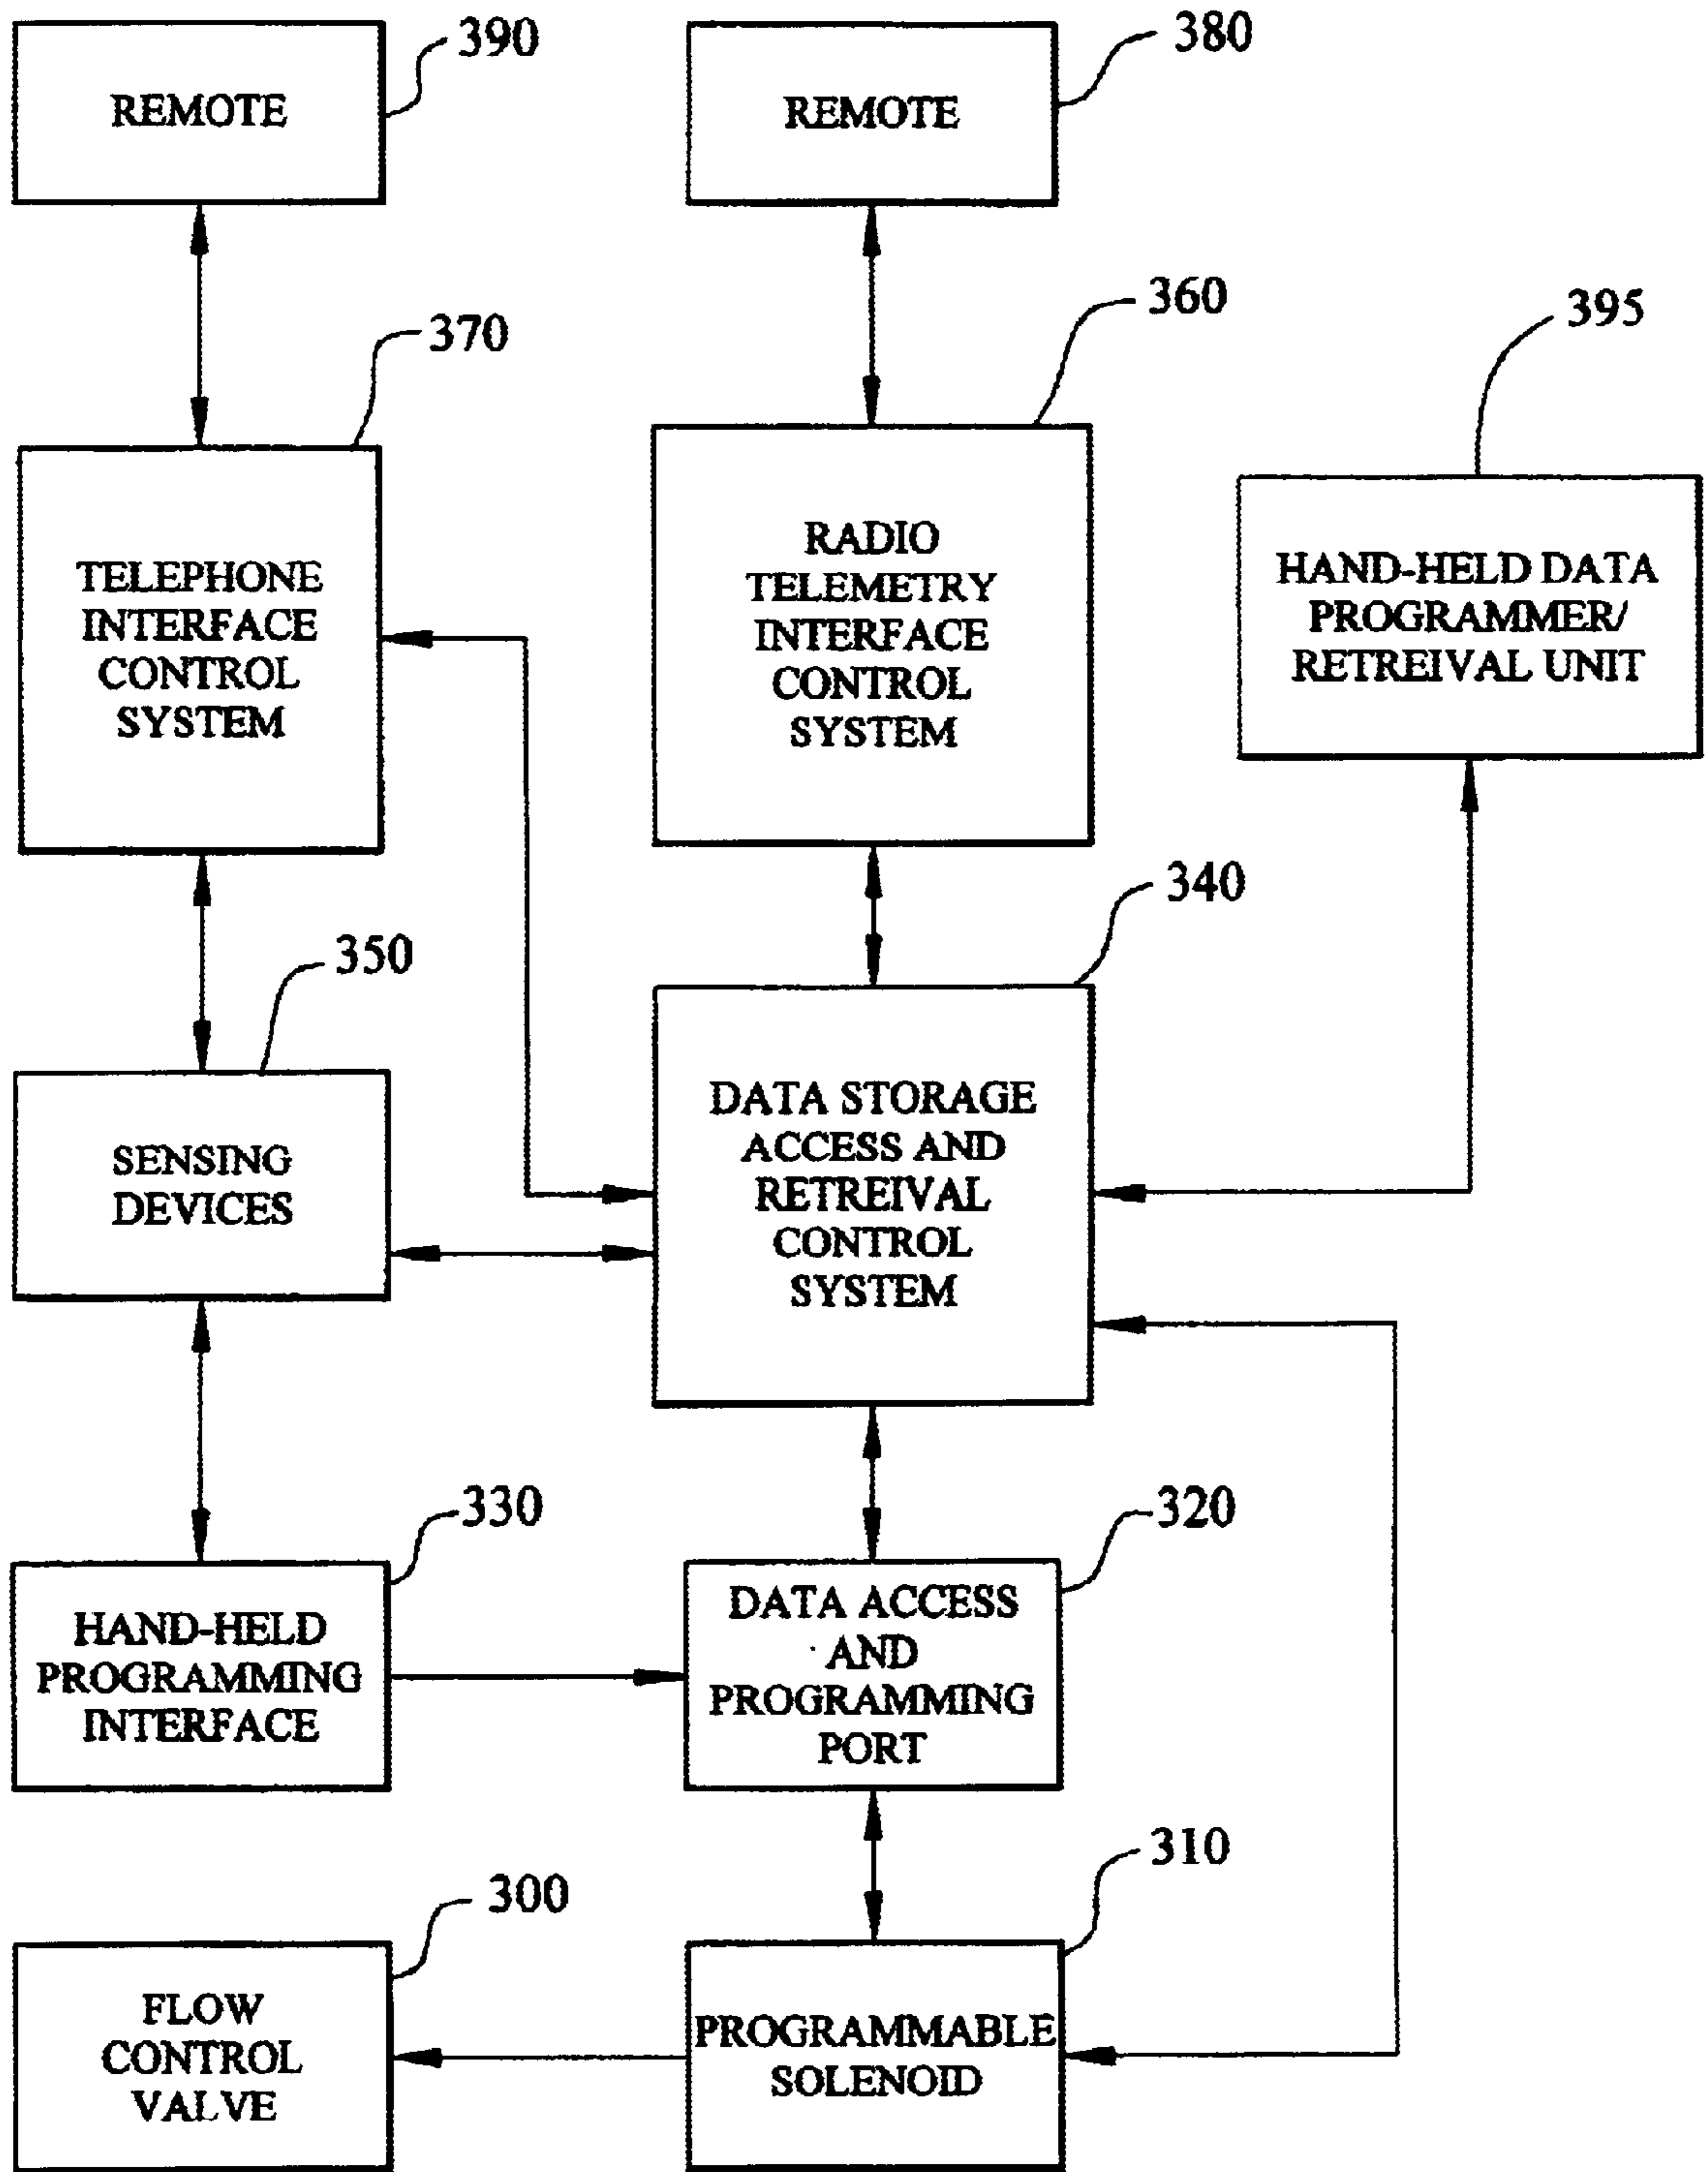 390
REMOTE
380
REMOTE
370
TELEPHONE
INTERFACE
CONTROL
SYSTEM
360
RADIO
TELEMETRY
INTERFACE
CONTROL
SYSTEM
395
HAND-HELD DATA
PROGRAMMER/
RETREIVAL UNIT
350
SENSING
DEVICES
340
DATA STORAGE
ACCESS AND
RETREIVAL
CONTROL
SYSTEM
330
HAND-HELD
PROGRAMMING
INTERFACE
320
DATA ACCESS
AND
PROGRAMMING
PORT
300
FLOW
CONTROL
VALVE
310
PROGRAMMABLE
SOLENOID